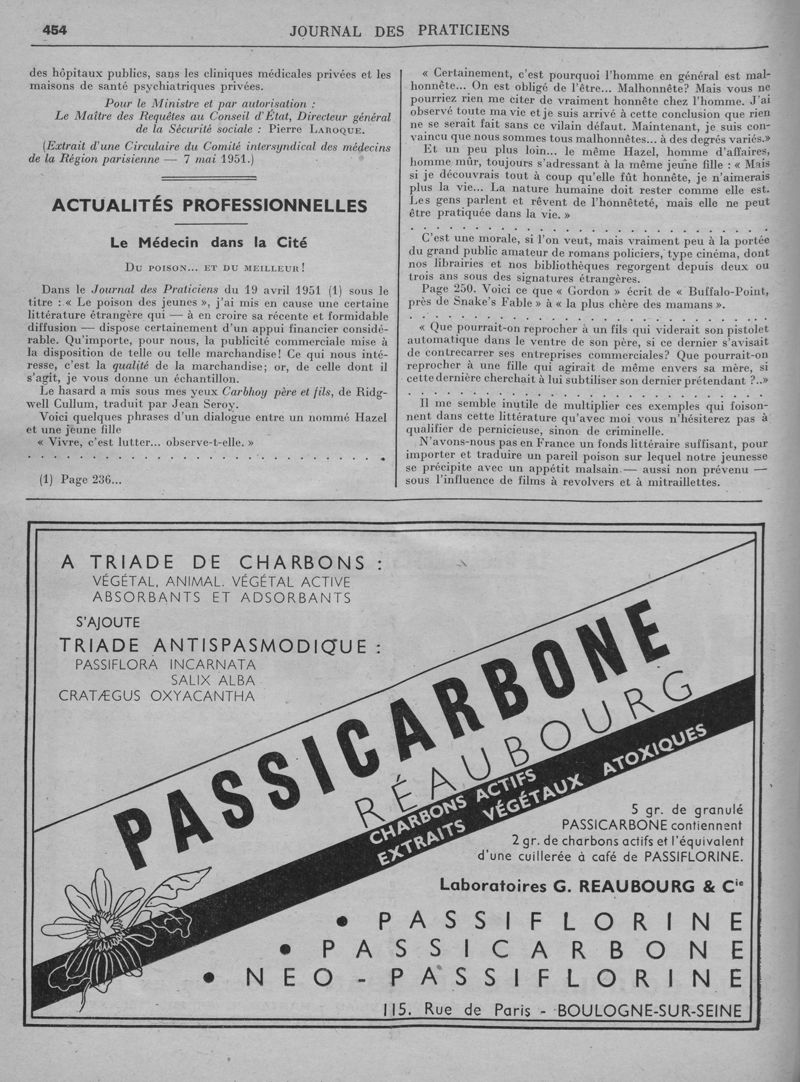 454
JOURNAL DES PRATICIENS
des hôpitaux publics, sans les cliniques médicales privées et les
maisons de santé psychiatriques privées.
Pour le Ministre et par autorisation :
Le Maître des Requêtes au Conseil d'État, Directeur général
de la Sécurité sociale : Pierre LAROQUE.
(Extrait d'une Circulaire du Comité intersyndical des médecins
de la Région parisienne — 7 mai 1951.)
ACTUALITÉS PROFESSIONNELLES
Le Médecin dans la Cité
DU POISON... ET DU MEILLEUR!
Dans le Journal des Praticiens du 19 avril 1951 (1) sous le
titre : « Le poison des jeunes », j'ai mis en cause une certaine
littérature étrangère qui — à en croire sa récente et formidable
diffusion — dispose certainement d'un appui financier considé-
rable. Qu'importe, pour nous, la publicité commerciale mise à
la disposition de telle ou telle marchandise! Ce qui nous inté-
resse, c'est la qualité de la marchandise; or, de celle dont il
s'agit, je vous donne un échantillon.
Le hasard a mis sous mes yeux Carbhoy père et fils, de Ridg-
well Cullum, traduit par Jean Seroy.
Voici quelques phrases d'un dialogue entre un nommé Hazel
et une jeune fille
« Vivre, c'est lutter... observe-t-elle. »
. . . . . . . . . . . . . . . . . . . . . . . . . . .
(1) Page 236...
« Certainement, c'est pourquoi l'homme en général est mal-
honnête... On est obligé de l'être... Malhonnête? Mais vous ne
pourriez rien me citer de vraiment honnête chez l'homme. J'ai
observé toute ma vie et je suis arrivé à cette conclusion que rien
ne se serait fait sans ce vilain défaut. Maintenant, je suis con-
vaincu que nous sommes tous malhonnêtes... à des degrés variés.»
Et un peu plus loin... le même Hazel, homme d'affaires,
homme mûr, toujours s'adressant à la même jeune fille : « Mais
si je découvrais tout à coup qu'elle fût honnête, je n'aimerais
plus la vie... La nature humaine doit rester comme elle est.
Les gens parlent et rêvent de l'honnêteté, mais elle ne peut
être pratiquée dans la vie. »
. . . . . . . . . . . . . . . . . . . . . . . . . . .
C'est une morale, si l'on veut, mais vraiment peu à la portée
du grand public amateur de romans policiers, type cinéma, dont
nos librairies et nos bibliothèques regorgent depuis deux ou
trois ans sous des signatures étrangères.
Page 250. Voici ce que « Gordon » écrit de « Buffalo-Point,
près de Snake's Fable » à « la plus chère des mamans ».
. . . . . . . . . . . . . . . . . . . . . . . . . . .
« Que pourrait-on reprocher à un fils qui viderait son pistolet
automatique dans le ventre de son père, si ce dernier s'avisait
de contrecarrer ses entreprises commerciales? Que pourrait-on
reprocher à une fille qui agirait de même envers sa mère, si
cette dernière cherchait à lui subtiliser son dernier prétendant ?..»
. . . . . . . . . . . . . . . . . . . . . . . . . . .
Il me semble inutile de multiplier ces exemples qui foison-
nent dans cette littérature qu'avec moi vous n'hésiterez pas à
qualifier de pernicieuse, sinon de criminelle.
N'avons-nous pas en France un fonds littéraire suffisant, pour
importer et traduire un pareil poison sur lequel notre jeunesse
se précipite avec un appétit malsain — aussi non prévenu —
sous l'influence de films à revolvers et à mitraillettes.
A TRIADE DE CHARBONS :
VÉGÉTAL, ANIMAL. VÉGÉTAL ACTIVE
ABSORBANTS ET ADSORBANTS
S'AJOUTE
TRIADE ANTISPASMODIQUE :
PASSIFLORA INCARNATA
SALIX ALBA
CRATÆGUS OXYACANTHA
PASSICARBONE
RÉAUBOURG
CHARBONS ACTIFS
EXTRAITS VÉGÉTAUX ATOXIQUES
5 gr. de granulé
PASSICARBONE contiennent
2 gr. de charbons actifs et l'équivalent
d'une cuillerée à café de PASSIFLORINE.
Laboratoires G. REAUBOURG & Cie
• PASSIFLORINE
• PASSICARBONE
• NEO-PASSIFLORINE
115. Rue de Paris - BOULOGNE-SUR-SEINE